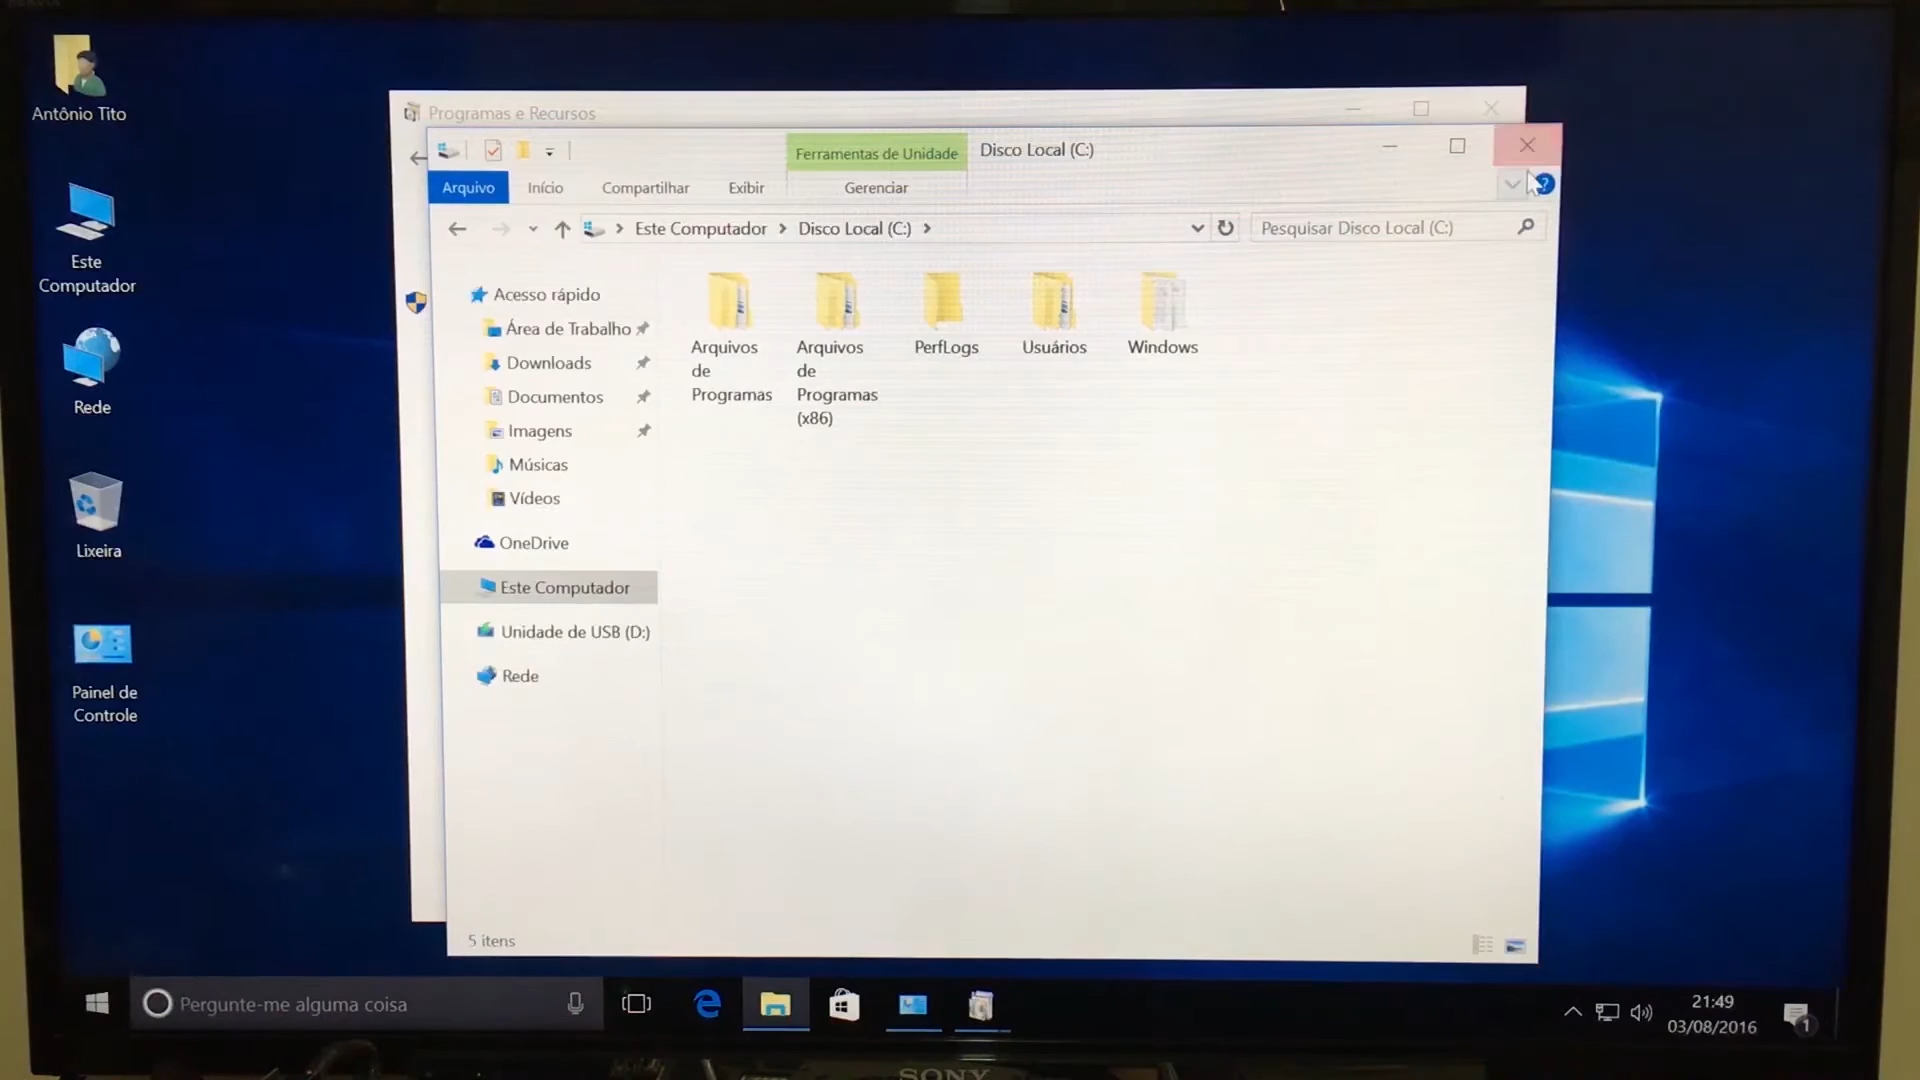 Antônio Tito
Este
Computador
Rede
Lixeira
Painel de
Controle
Programas e Recursos
Ferramentas de Unidade
Disco Local (C:)
Arquivo
Início
Compartilhar
Exibir
Gerenciar
?
Este Computador
Disco Local (C:)
Pesquisar Disco Local (C:)
Acesso rápido
Área de Trabalho
Downloads
Documentos
Imagens
Músicas
Vídeos
OneDrive
Este Computador
Unidade de USB (D:)
Rede
Arquivos
de
Programas
Arquivos
de
Programas
(x86)
PerfLogs
Usuários
Windows
5 itens
Pergunte-me alguma coisa
21:49
03/08/2016
1
SONY